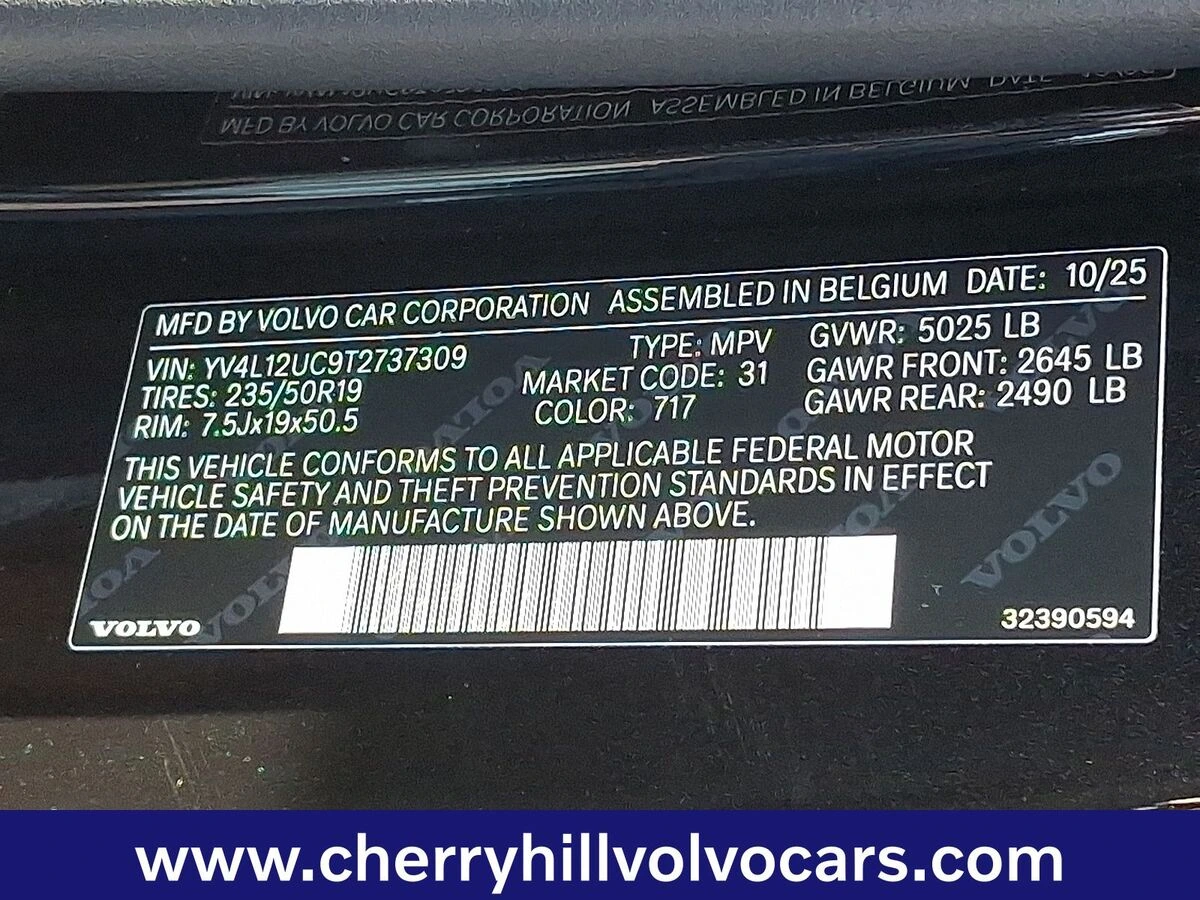 MFD BY VOLVO CAR CORPORATION ASSEMBLED IN BELGIUM DATE: 10/25
VIN: YV4L12UC9T2737309 TYPE: MPV GVWR: 5025 LB
TIRES: 235/50R19 MARKET CODE: 31 GAWR FRONT: 2645 LB
RIM: 7.5Jx19x50.5 COLOR: 717 GAWR REAR: 2490 LB
THIS VEHICLE CONFORMS TO ALL APPLICABLE FEDERAL MOTOR
VEHICLE SAFETY AND THEFT PREVENTION STANDARDS IN EFFECT
ON THE DATE OF MANUFACTURE SHOWN ABOVE.
VOLVO
VOLVO 32390594
www.cherryhillvolvocars.com